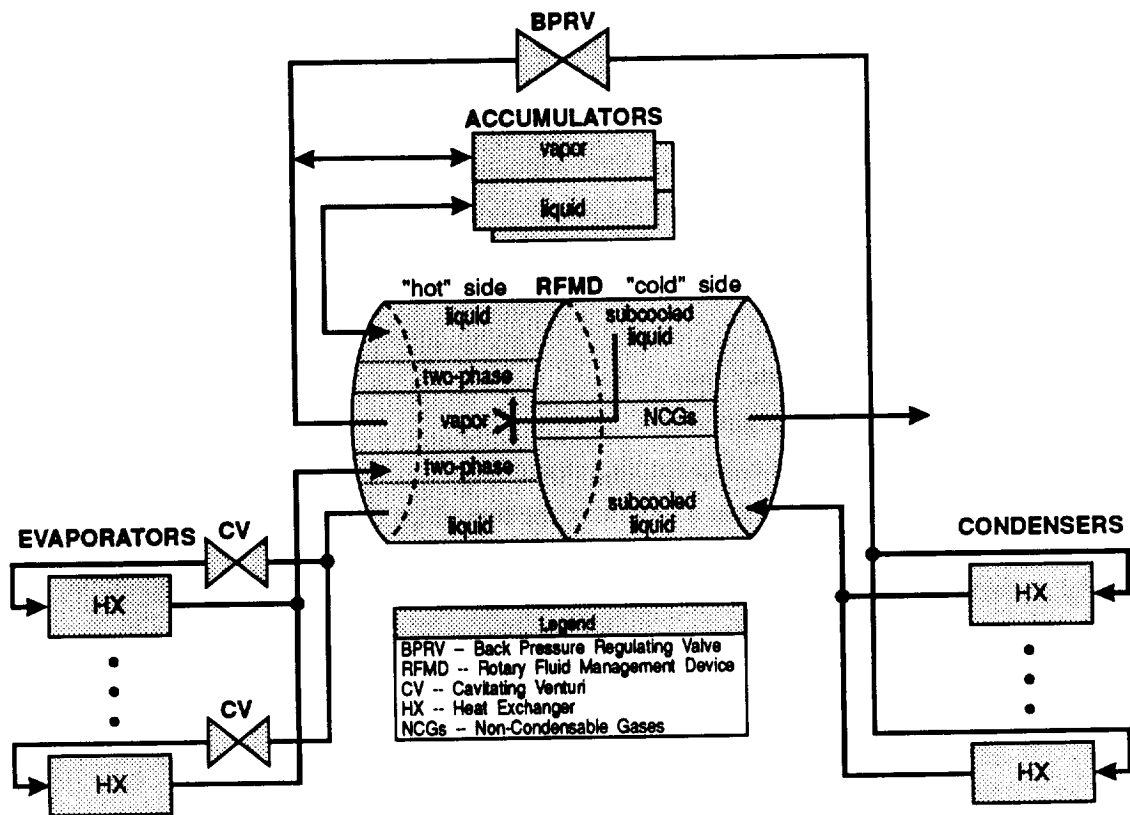 BPRV
ACCUMULATORS
vapor
liquid
"hot" side RFMD "cold" side
liquid
subcooled
liquid
two-phase
vapor
NCGs
two-phase
liquid
subcooled
liquid
EVAPORATORS
CV
HX
CV
HX
CONDENSERS
HX
HX
Legend
BPRV – Back Pressure Regulating Valve
RFMD -- Rotary Fluid Management Device
CV -- Cavitating Venturi
HX -- Heat Exchanger
NCGs – Non-Condensable Gases